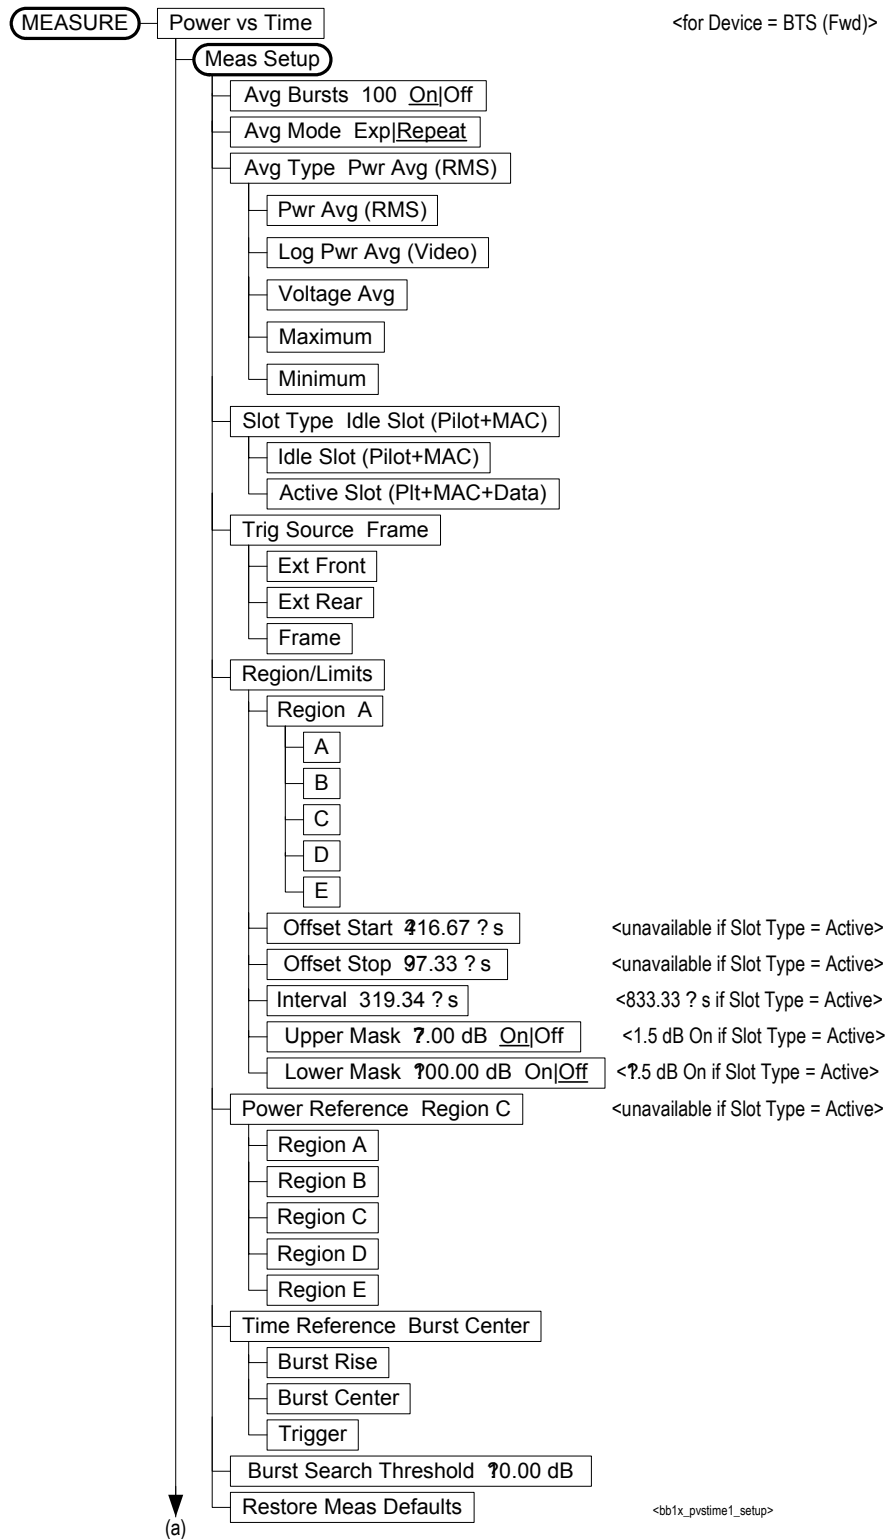 MEASURE Power vs Time <for Device = BTS (Fwd)>
Meas Setup
Avg Bursts 100 On|Off
Avg Mode Exp|Repeat
Avg Type Pwr Avg (RMS)
Pwr Avg (RMS)
Log Pwr Avg (Video)
Voltage Avg
Maximum
Minimum
Slot Type Idle Slot (Pilot+MAC)
Idle Slot (Pilot+MAC)
Active Slot (Plt+MAC+Data)
Trig Source Frame
Ext Front
Ext Rear
Frame
Region/Limits
Region A
A
B
C
D
E
Offset Start ? s <unavailable if Slot Type = Active>
Offset Stop ? s <unavailable if Slot Type = Active>
Interval 319.34 ? s <833.33 ? s if Slot Type = Active>
Upper Mask dB On|Off <1.5 dB On if Slot Type = Active>
Lower Mask dB On|Off dB On if Slot Type = Active>
Power Reference Region C <unavailable if Slot Type = Active>
Region A
Region B
Region C
Region D
Region E
Time Reference Burst Center
Burst Rise
Burst Center
Trigger
Burst Search Threshold dB
Restore Meas Defaults <bb1x_pvstime1_setup>
(a)